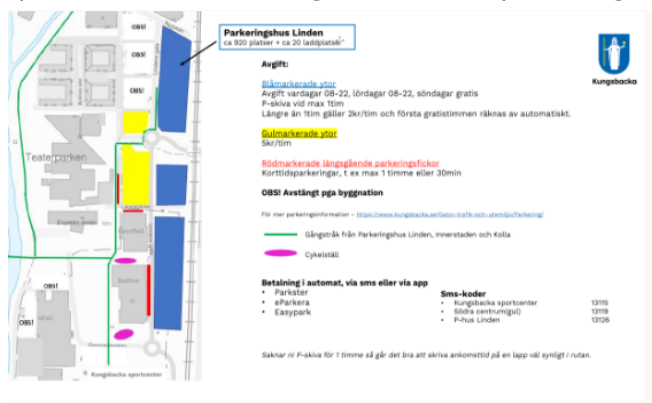 Parkeringshus Linden
ca 920 platser + ca 20 laddplatser
Kungsbacka
Avgift:
Blåmarkerade ytor
Avgift vardagar 08-22, lördagar 08-22, söndagar gratis
P-skiva vid max 1tim
Längre än 1tim gäller 2kr/tim och första gratistimmen räknas av automatiskt.
Gulmarkerade ytor
5kr/tim
Rödmarkerade längsgående parkeringsfickor
Korttidsparkeringar, t ex max 1 timme eller 30min
OBS! Avstängt pga byggnation
För mer parkeringsinformation - https://www.kungsbacka.se/Gator-trafik-och-utemiljo/Parkering/
Gångstråk från Parkeringshus Linden, Innerstaden och Kolla
Cykelställ
Betalning i automat, via sms eller via app
• Parkster
• eParkera
• Easypark
Sms-koder
• Kungsbacka sportcenter 13115
• Södra centrum(gul) 13119
• P-hus Linden 13126
Saknar ni P-skiva för 1 timme så går det bra att skriva ankomsttid på en lapp väl synligt i rutan.
OBS!
OBS!
OBS!
Teaterparken
Sporthall
Badhus
OBS!
OBS!
Ishall
Kungsbacka sportcenter